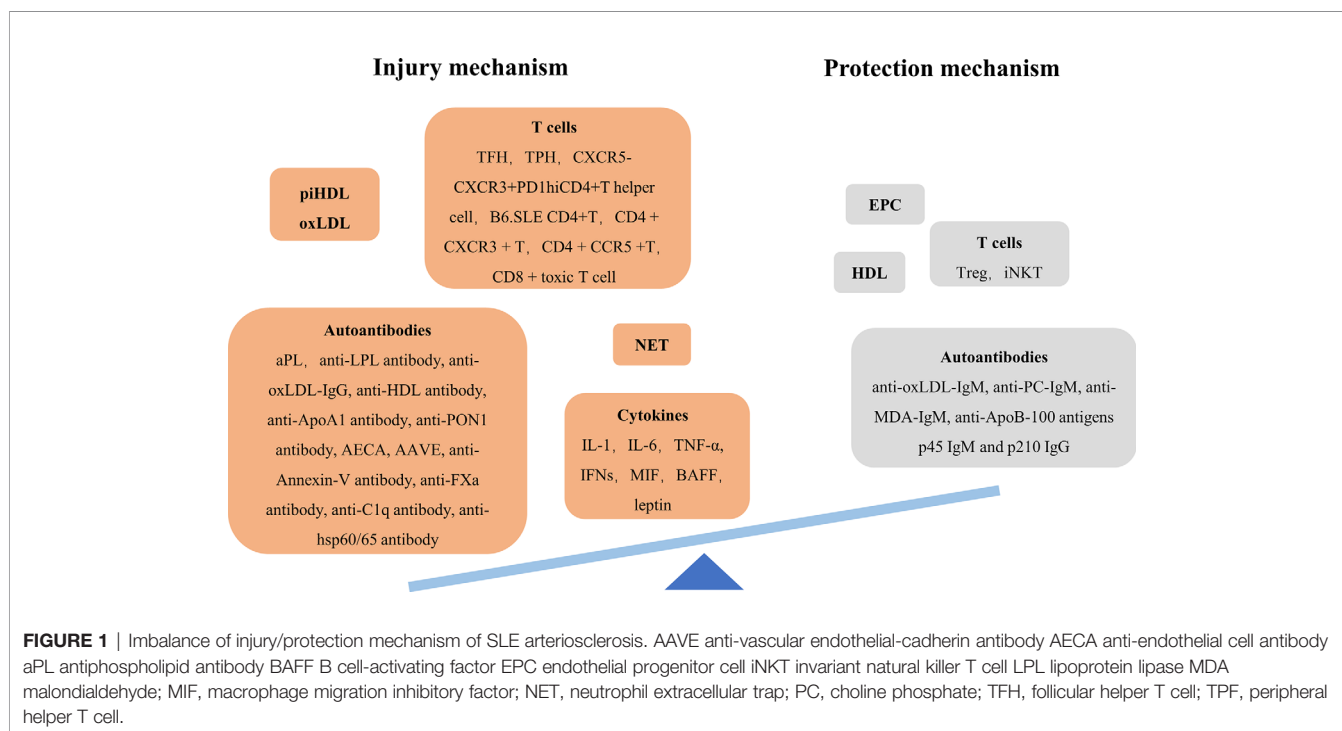 Injury mechanism
Protection mechanism
piHDL
oxLDL
T cells
TFH, TPH, CXCR5-
CXCR3+PD1hiCD4+T helper
cell, B6.SLE CD4+T, CD4 +
CXCR3 + T, CD4 + CCR5 +T,
CD8 + toxic T cell
Autoantibodies
aPL, anti-LPL antibody, anti-
oxLDL-IgG, anti-HDL antibody,
anti-ApoA1 antibody, anti-PON1
antibody, AECA, AAVE, anti-
Annexin-V antibody, anti-FXa
antibody, anti-C1q antibody, anti-
hsp60/65 antibody
NET
Cytokines
IL-1, IL-6, TNF-α,
IFNs, MIF, BAFF,
leptin
EPC
HDL
T cells
Treg, iNKT
Autoantibodies
anti-oxLDL-IgM, anti-PC-IgM, anti-
MDA-IgM, anti-ApoB-100 antigens
p45 IgM and p210 IgG
FIGURE 1 | Imbalance of injury/protection mechanism of SLE arteriosclerosis. AAVE anti-vascular endothelial-cadherin antibody AECA anti-endothelial cell antibody
aPL antiphospholipid antibody BAFF B cell-activating factor EPC endothelial progenitor cell iNKT invariant natural killer T cell LPL lipoprotein lipase MDA
malondialdehyde; MIF, macrophage migration inhibitory factor; NET, neutrophil extracellular trap; PC, choline phosphate; TFH, follicular helper T cell; TPF, peripheral
helper T cell.